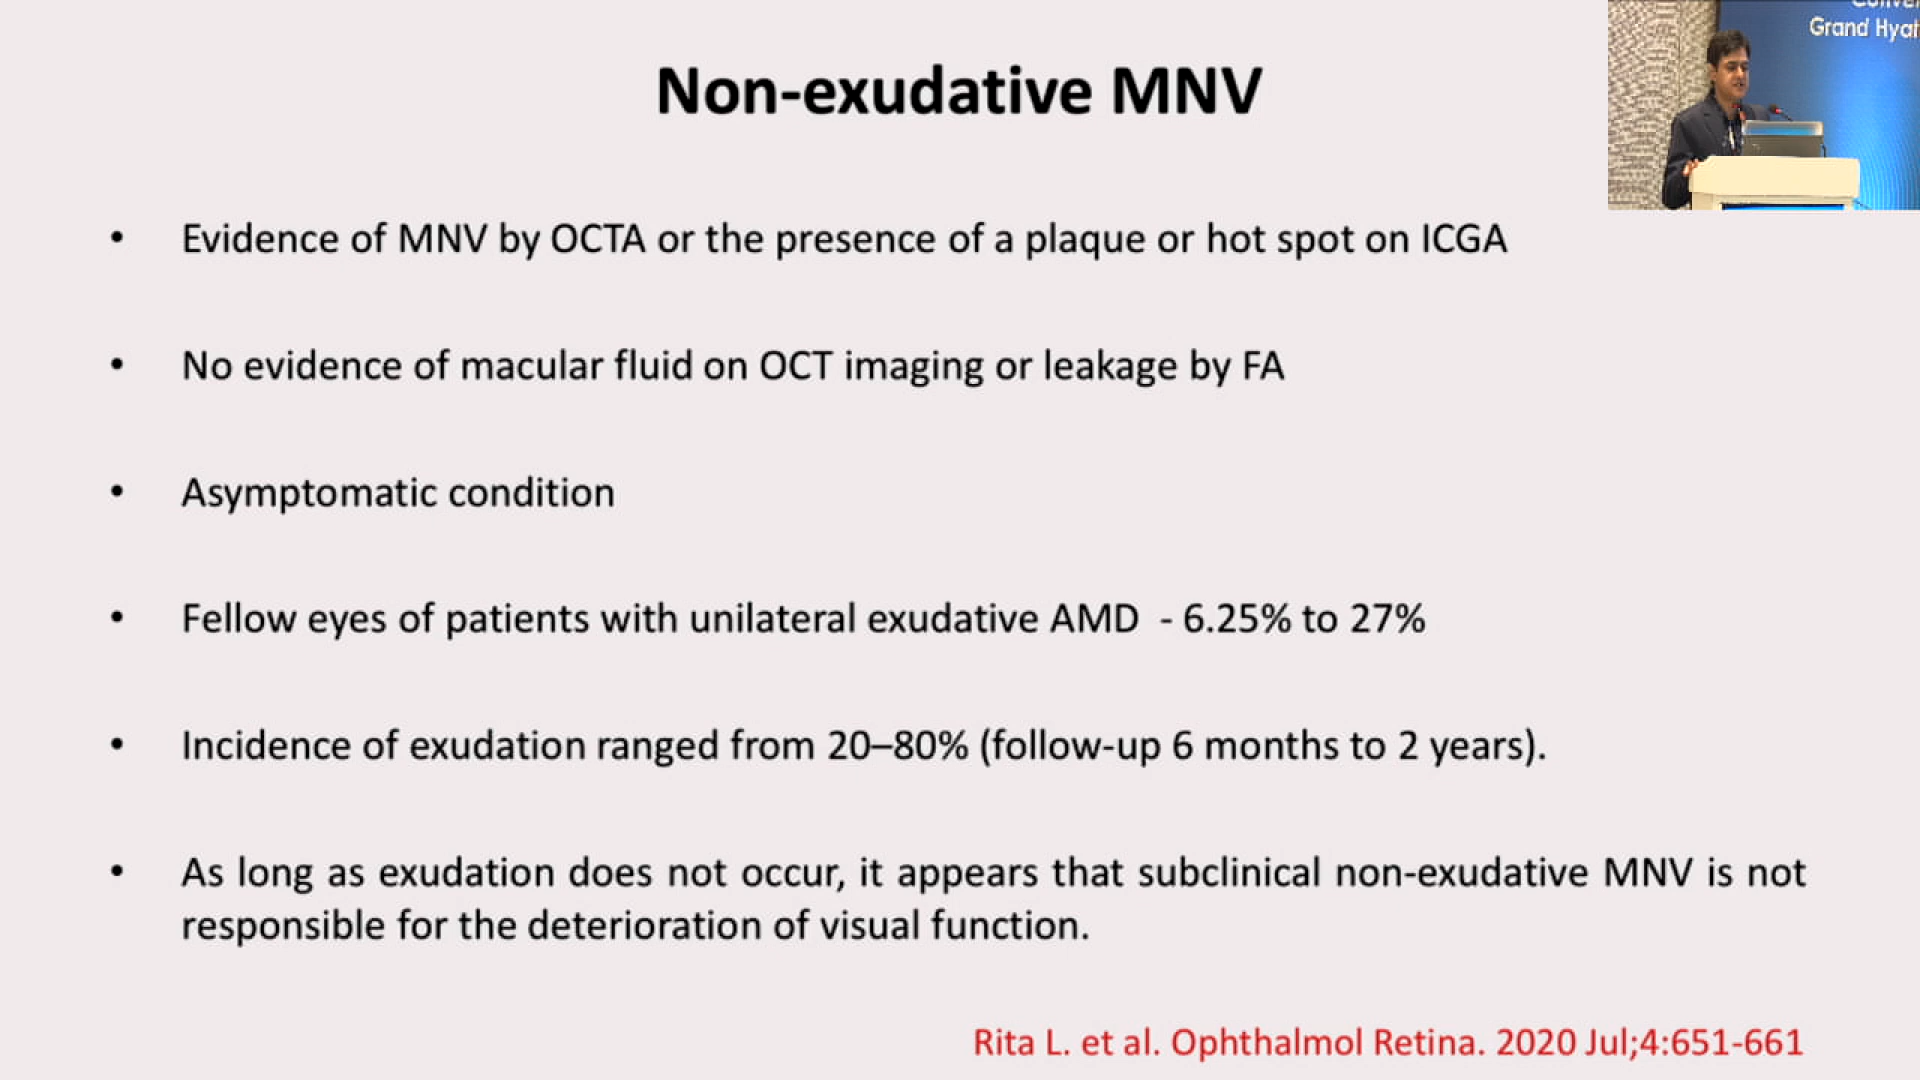 Non-exudative MNV
Grand Hyat
• Evidence of MNV by OCTA or the presence of a plaque or hot spot on ICGA
• No evidence of macular fluid on OCT imaging or leakage by FA
• Asymptomatic condition
• Fellow eyes of patients with unilateral exudative AMD - 6.25% to 27%
• Incidence of exudation ranged from 20–80% (follow-up 6 months to 2 years).
• As long as exudation does not occur, it appears that subclinical non-exudative MNV is not
responsible for the deterioration of visual function.
Rita L. et al. Ophthalmol Retina. 2020 Jul;4:651-661